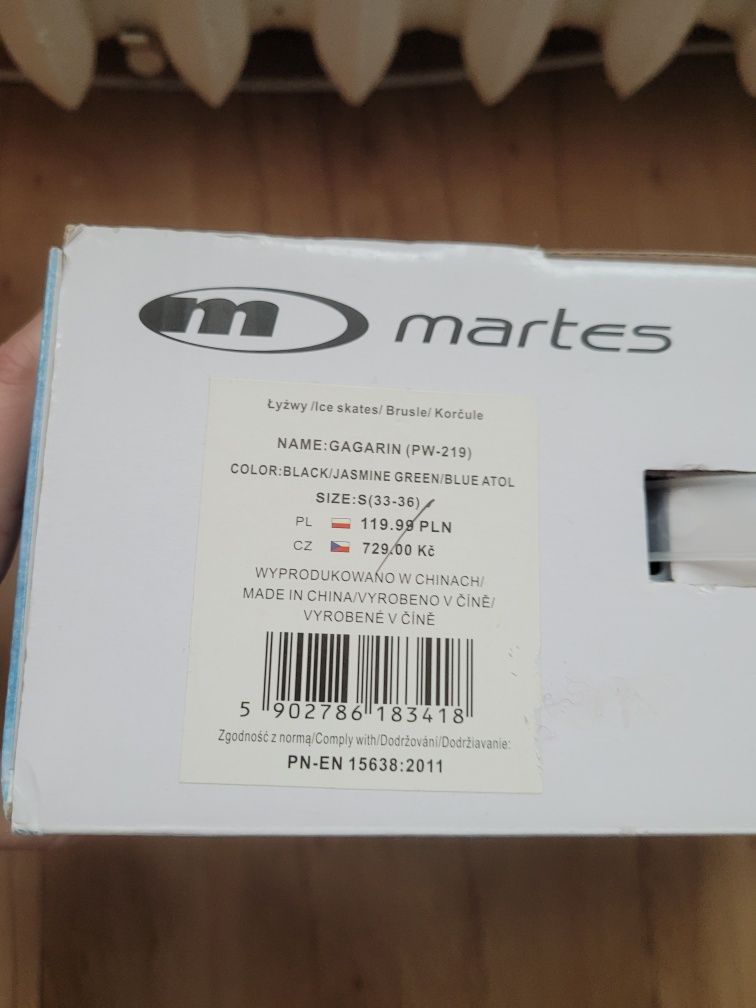 m martes
Łyżwy /Ice skates/ Brusle/ Korčule
NAME:GAGARIN (PW-219)
COLOR:BLACK/JASMINE GREEN/BLUE ATOL
SIZE:S(33-36)
PL 119.99 PLN
CZ 729.00 Kč
WYPRODUKOWANO W CHINACH/
MADE IN CHINA/VYROBENO V ČÍNĚ/
VYROBENÉ V ČÍNĚ
5 902786 183418
Zgodność z normą/Comply with/Dodržování/Dodržiavanie:
PN-EN 15638:2011